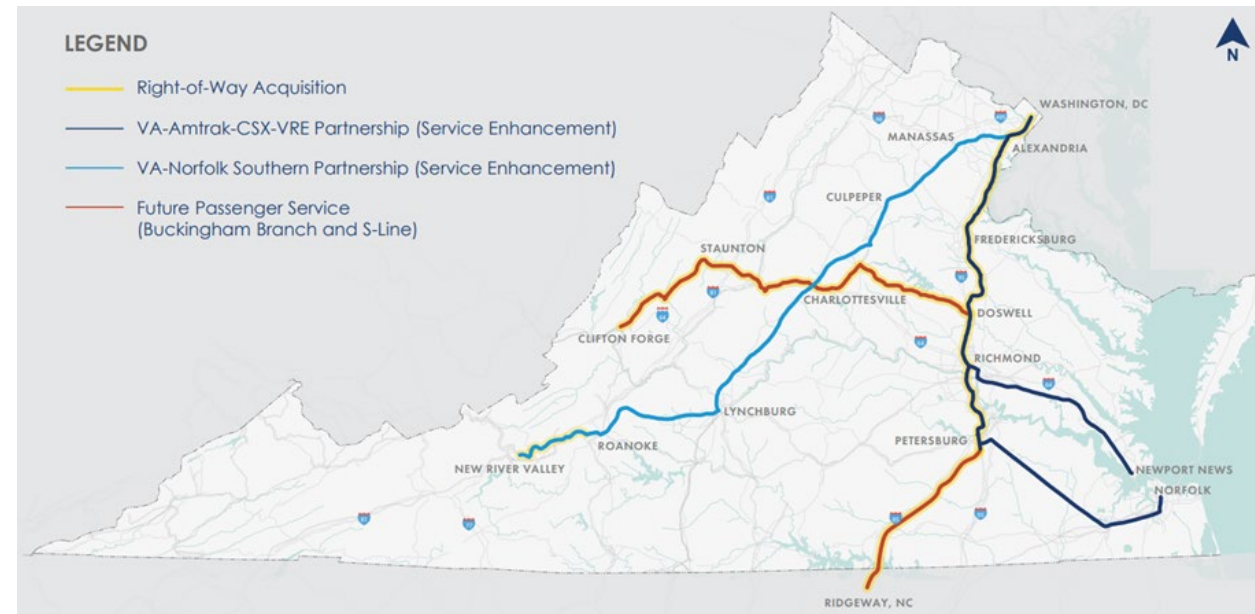 LEGEND
Right-of-Way Acquisition
VA-Amtrak-CSX-VRE Partnership (Service Enhancement)
VA-Norfolk Southern Partnership (Service Enhancement)
Future Passenger Service
(Buckingham Branch and S-Line)
N
WASHINGTON, DC
MANASSAS
ALEXANDRIA
CULPEPER
FREDERICKSBURG
STAUNTON
CHARLOTTESVILLE
DOSWELL
CLIFTON FORGE
RICHMOND
LYNCHBURG
PETERSBURG
ROANOKE
NEW RIVER VALLEY
NEWPORT NEWS
NORFOLK
RIDGEWAY, NC